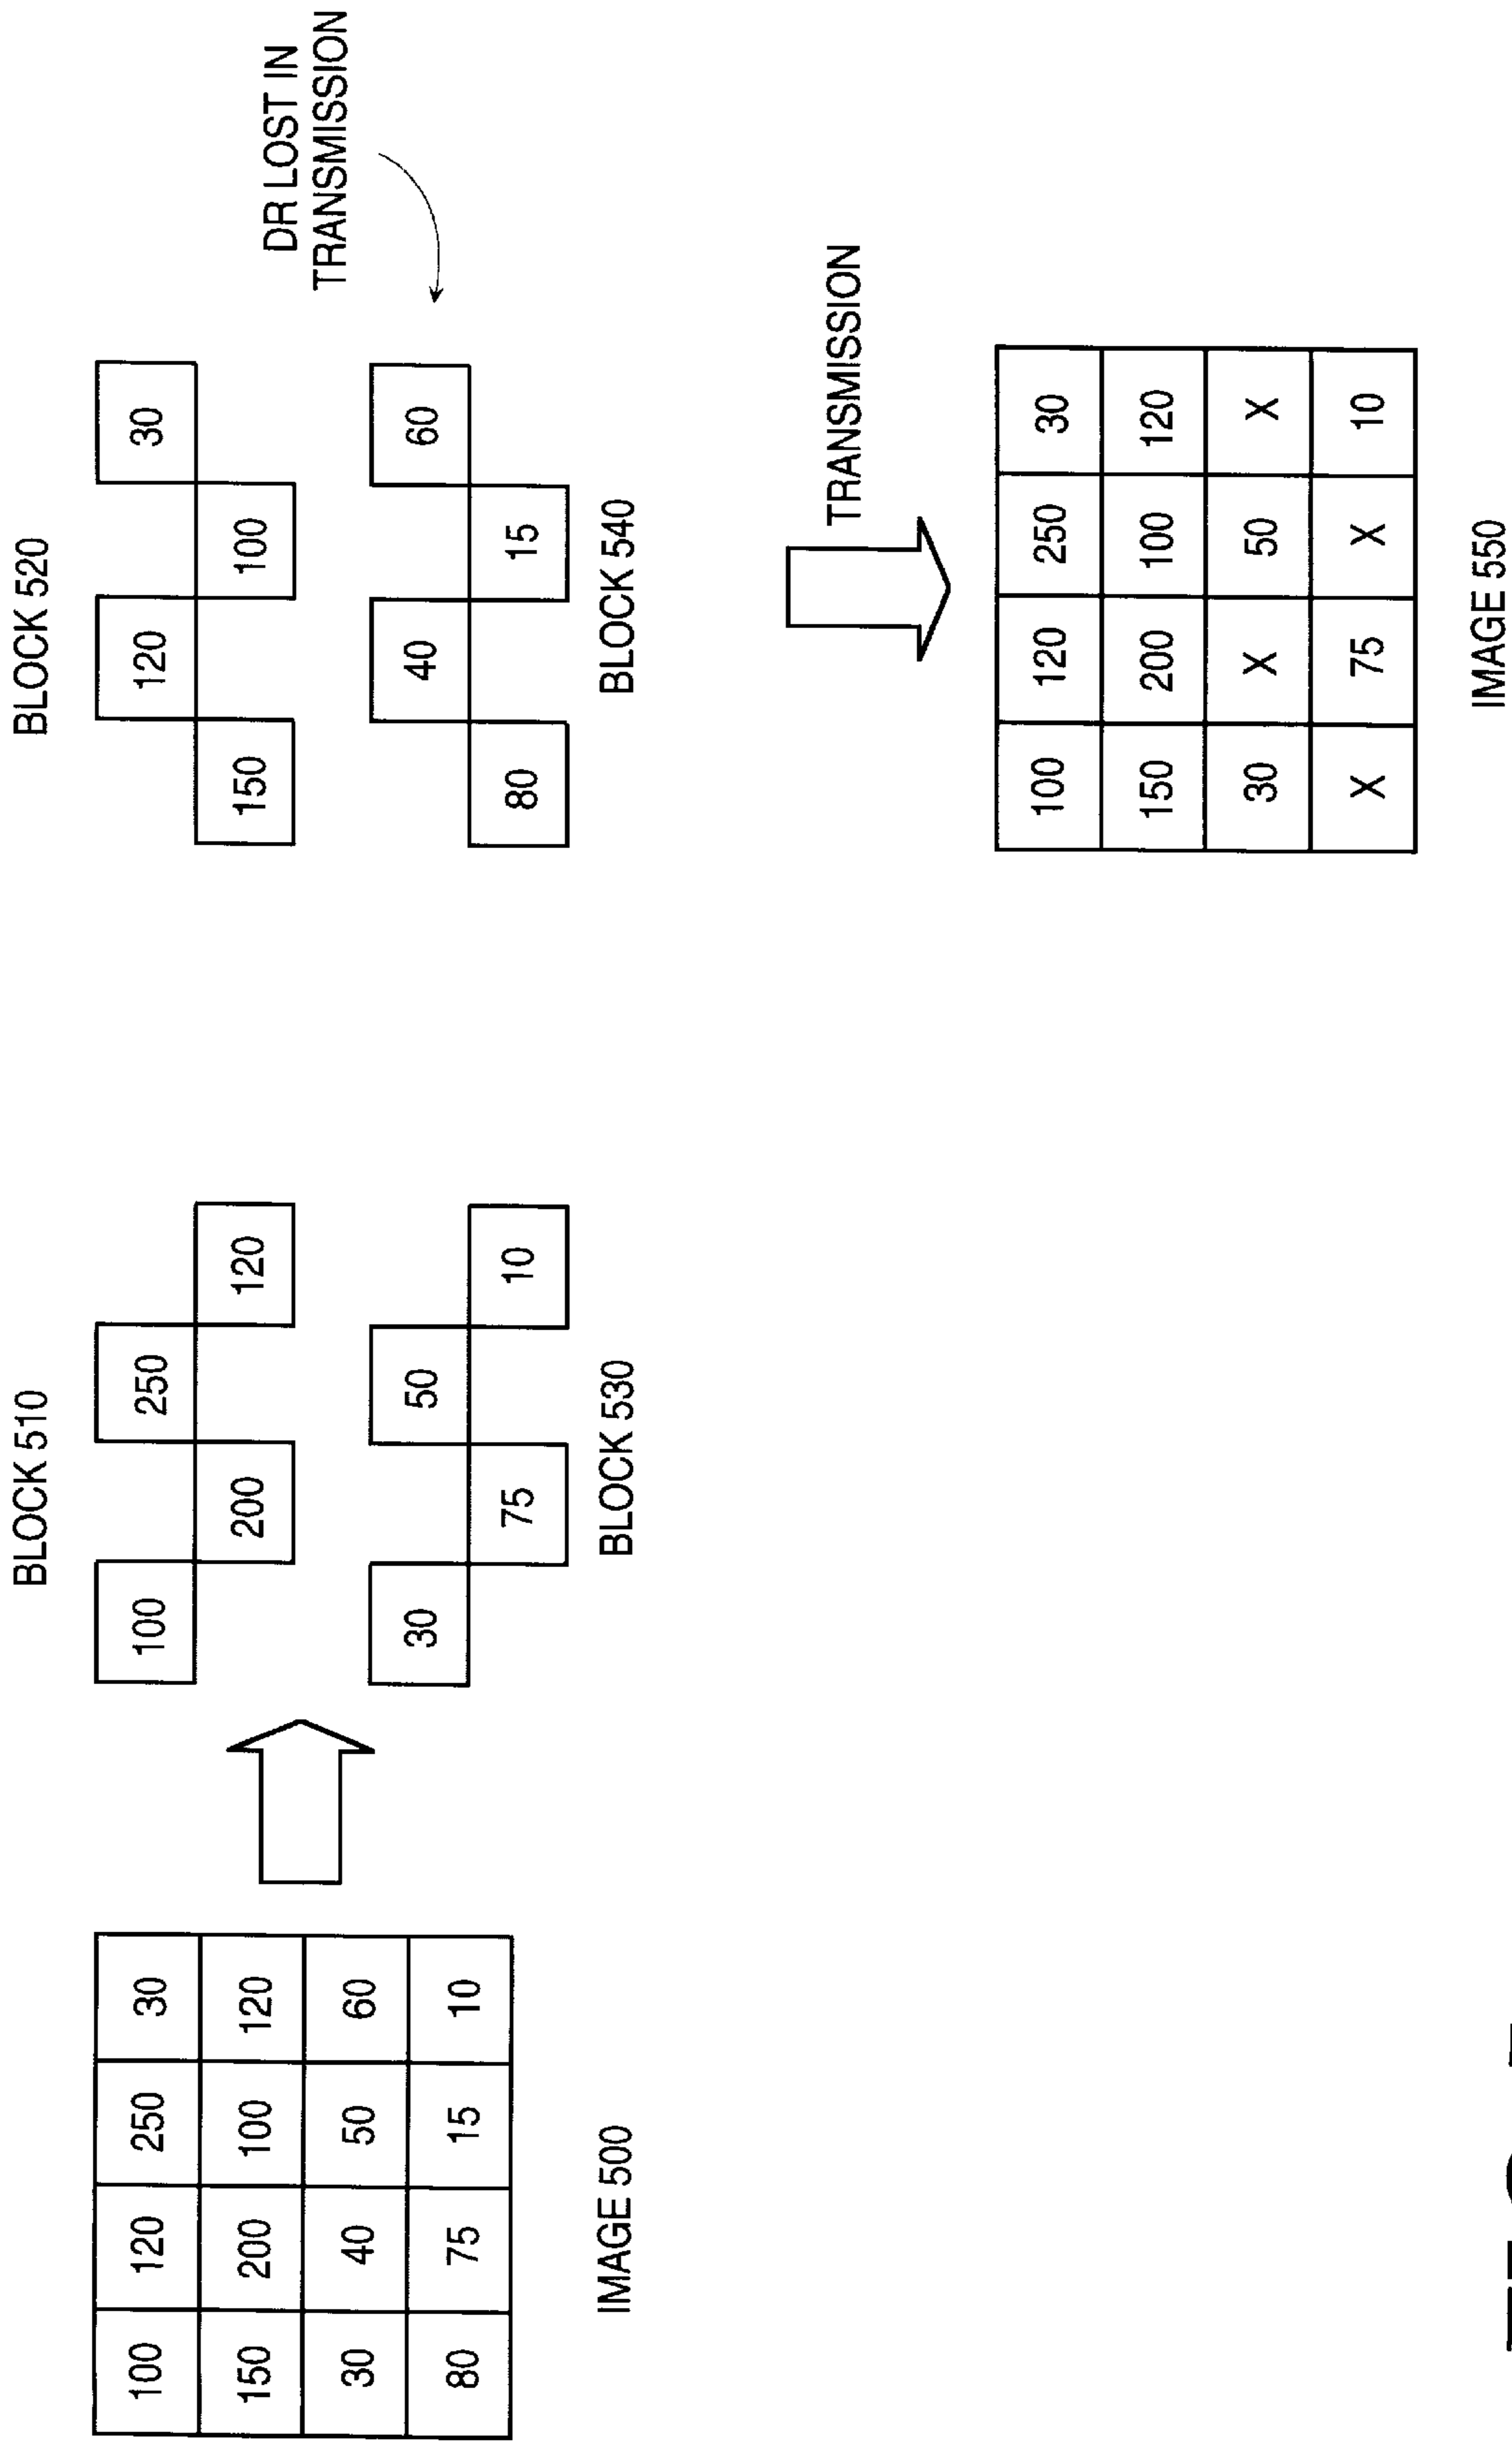 BLOCK 510
BLOCK 520
100 250
200 120
120 30
150 100
DR LOST IN
TRANSMISSION
30 50
75 10
40 60
80 15
BLOCK 530
BLOCK 540
100 120 250 30
150 200 100 120
30 40 50 60
80 75 15 10
IMAGE 500
TRANSMISSION
100 120 250 30
150 200 100 120
30 X 50 X
X 75 X 10
IMAGE 550